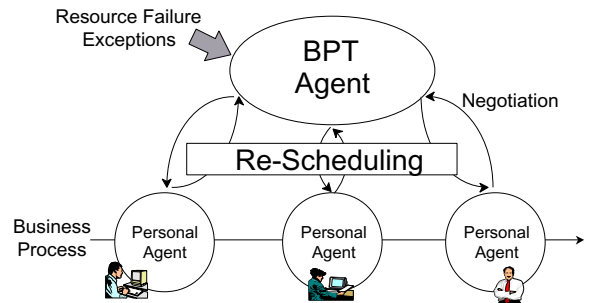 Resource Failure
Exceptions
BPT
Agent
Negotiation
Re-Scheduling
Business
Process
Personal
Agent
Personal
Agent
Personal
Agent